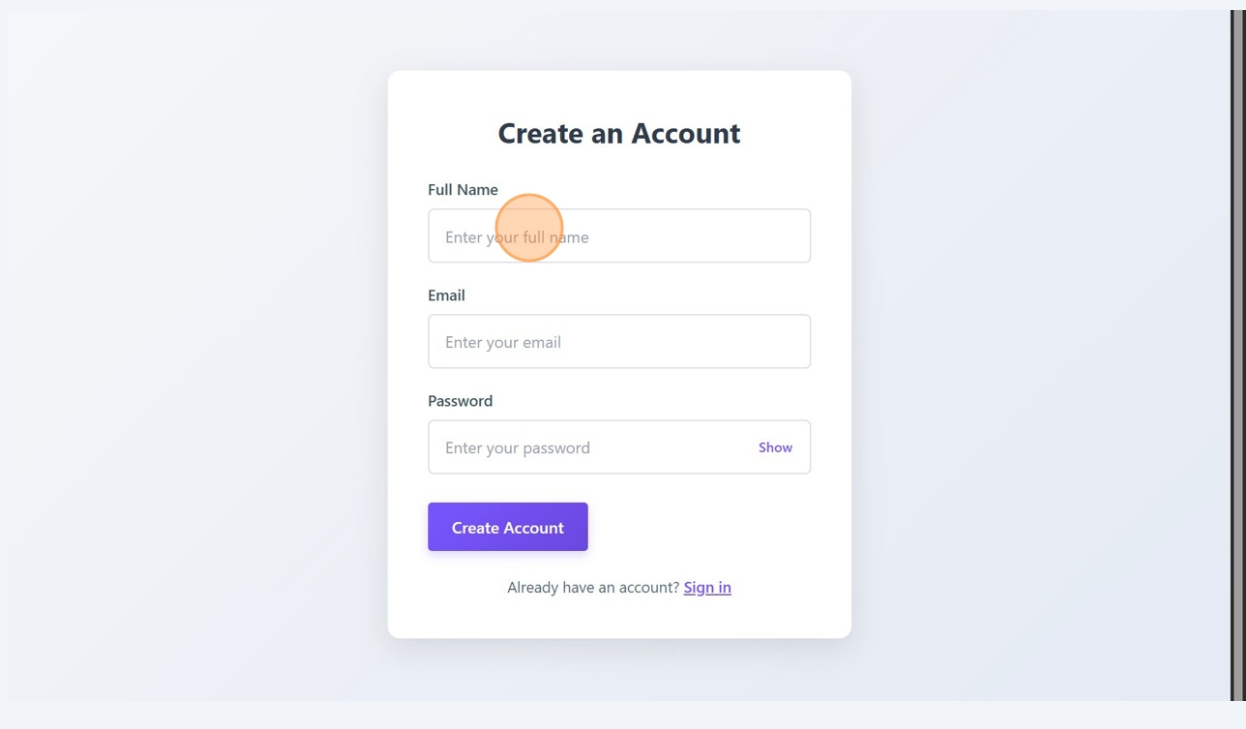 Create an Account
Full Name
Enter your full name
Email
Enter your email
Password
Enter your password Show
Create Account
Already have an account? Sign in